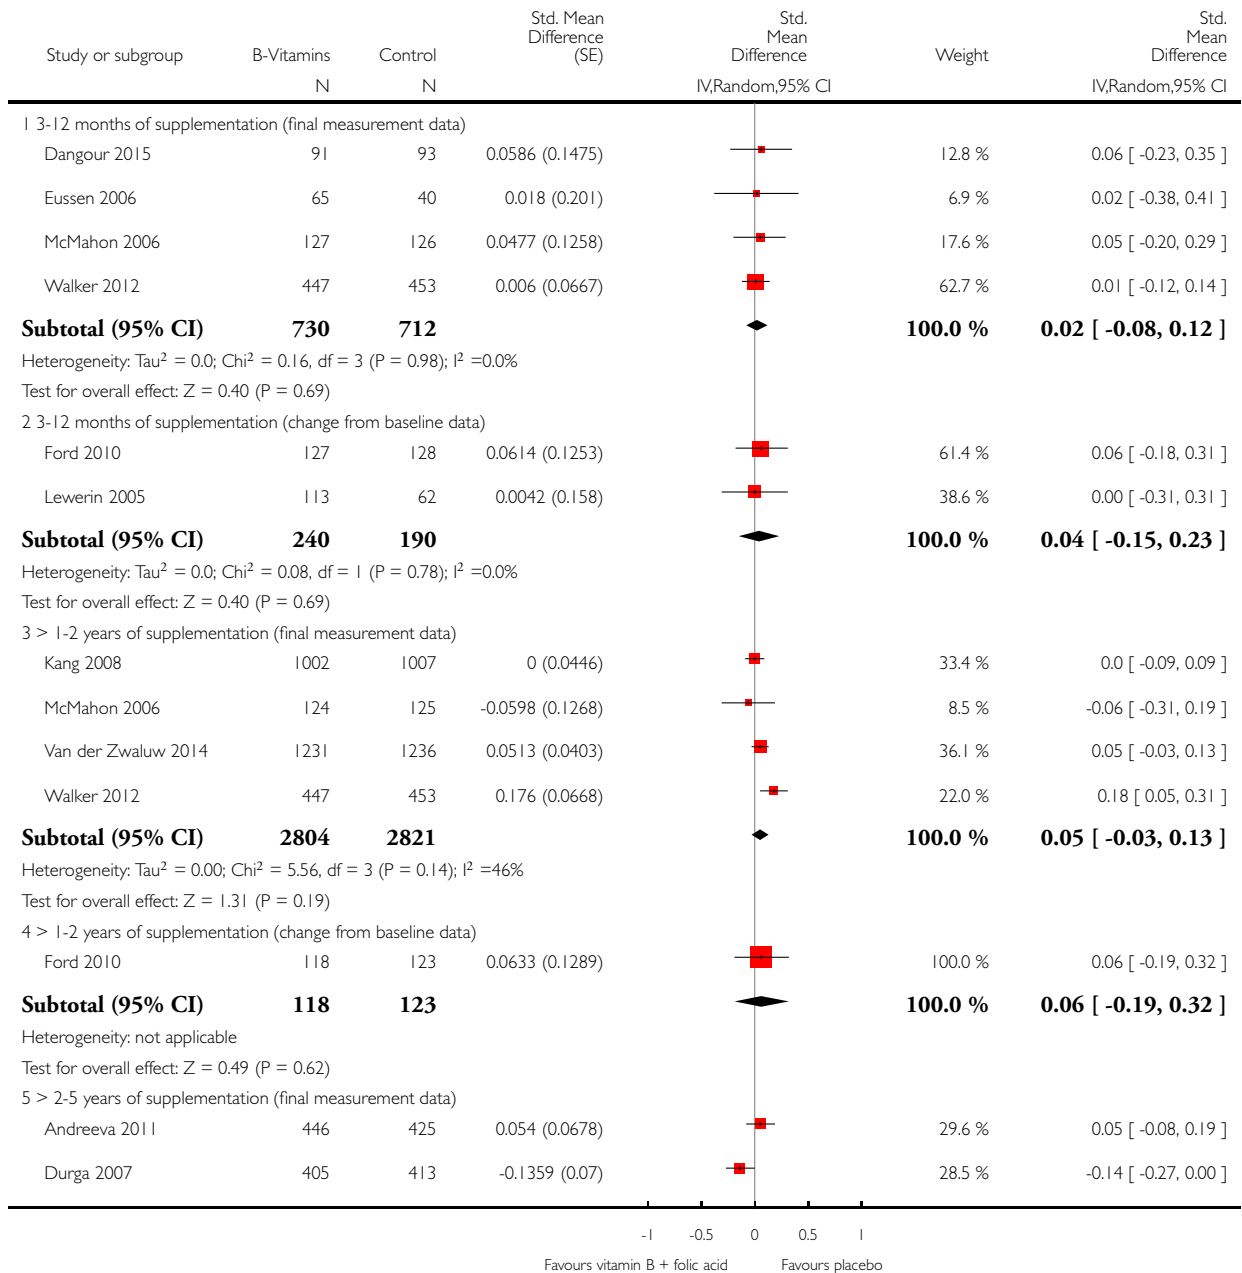 Study or subgroup B-Vitamins Control Std. Mean Difference (SE) Std. Mean Difference Weight Std. Mean Difference
N N IV,Random,95% CI IV,Random,95% CI
1 3-12 months of supplementation (final measurement data)
Dangour 2015 91 93 0.0586 (0.1475) 12.8 % 0.06 [ -0.23, 0.35 ]
Eussen 2006 65 40 0.018 (0.201) 6.9 % 0.02 [ -0.38, 0.41 ]
McMahon 2006 127 126 0.0477 (0.1258) 17.6 % 0.05 [ -0.20, 0.29 ]
Walker 2012 447 453 0.006 (0.0667) 62.7 % 0.01 [ -0.12, 0.14 ]
Subtotal (95% CI) 730 712 100.0 % 0.02 [ -0.08, 0.12 ]
Heterogeneity: Tau² = 0.0; Chi² = 0.16, df = 3 (P = 0.98); I² =0.0%
Test for overall effect: Z = 0.40 (P = 0.69)
2 3-12 months of supplementation (change from baseline data)
Ford 2010 127 128 0.0614 (0.1253) 61.4 % 0.06 [ -0.18, 0.31 ]
Lewerin 2005 113 62 0.0042 (0.158) 38.6 % 0.00 [ -0.31, 0.31 ]
Subtotal (95% CI) 240 190 100.0 % 0.04 [ -0.15, 0.23 ]
Heterogeneity: Tau² = 0.0; Chi² = 0.08, df = 1 (P = 0.78); I² =0.0%
Test for overall effect: Z = 0.40 (P = 0.69)
3 > 1-2 years of supplementation (final measurement data)
Kang 2008 1002 1007 0 (0.0446) 33.4 % 0.0 [ -0.09, 0.09 ]
McMahon 2006 124 125 -0.0598 (0.1268) 8.5 % -0.06 [ -0.31, 0.19 ]
Van der Zwaluw 2014 1231 1236 0.0513 (0.0403) 36.1 % 0.05 [ -0.03, 0.13 ]
Walker 2012 447 453 0.176 (0.0668) 22.0 % 0.18 [ 0.05, 0.31 ]
Subtotal (95% CI) 2804 2821 100.0 % 0.05 [ -0.03, 0.13 ]
Heterogeneity: Tau² = 0.00; Chi² = 5.56, df = 3 (P = 0.14); I² =46%
Test for overall effect: Z = 1.31 (P = 0.19)
4 > 1-2 years of supplementation (change from baseline data)
Ford 2010 118 123 0.0633 (0.1289) 100.0 % 0.06 [ -0.19, 0.32 ]
Subtotal (95% CI) 118 123 100.0 % 0.06 [ -0.19, 0.32 ]
Heterogeneity: not applicable
Test for overall effect: Z = 0.49 (P = 0.62)
5 > 2-5 years of supplementation (final measurement data)
Andreeva 2011 446 425 0.054 (0.0678) 29.6 % 0.05 [ -0.08, 0.19 ]
Durga 2007 405 413 -0.1359 (0.07) 28.5 % -0.14 [ -0.27, 0.00 ]
-1 -0.5 0 0.5 1
Favours vitamin B + folic acid Favours placebo